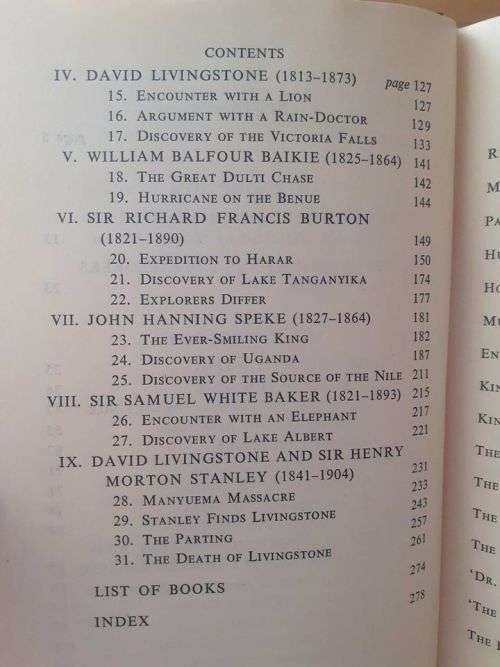 CONTENTS
IV. DAVID LIVINGSTONE (1813–1873) page 127
15. ENCOUNTER WITH A LION 127
16. ARGUMENT WITH A RAIN-DOCTOR 129
17. DISCOVERY OF THE VICTORIA FALLS 133
V. WILLIAM BALFOUR BAIKIE (1825–1864) 141
18. THE GREAT DULTI CHASE 142
19. HURRICANE ON THE BENUE 144
VI. SIR RICHARD FRANCIS BURTON
(1821–1890) 149
20. EXPEDITION TO HARAR 150
21. DISCOVERY OF LAKE TANGANYIKA 174
22. EXPLORERS DIFFER 177
VII. JOHN HANNING SPEKE (1827–1864) 181
23. THE EVER-SMILING KING 182
24. DISCOVERY OF UGANDA 187
25. DISCOVERY OF THE SOURCE OF THE NILE 211
VIII. SIR SAMUEL WHITE BAKER (1821–1893) 215
26. ENCOUNTER WITH AN ELEPHANT 217
27. DISCOVERY OF LAKE ALBERT 221
IX. DAVID LIVINGSTONE AND SIR HENRY
MORTON STANLEY (1841–1904) 231
28. MANYUEMA MASSACRE 233
29. STANLEY FINDS LIVINGSTONE 243
30. THE PARTING 257
31. THE DEATH OF LIVINGSTONE 261
LIST OF BOOKS 274
INDEX 278
THE
THE
THE
THE
'DR.
'THE
THE